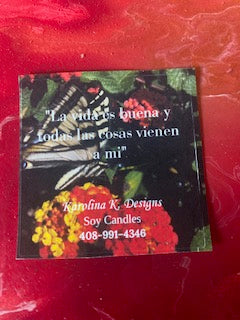 "La vida es buena y
todas las cosas vienen
a mi"
Karolina K. Designs
Soy Candles
408-991-4346